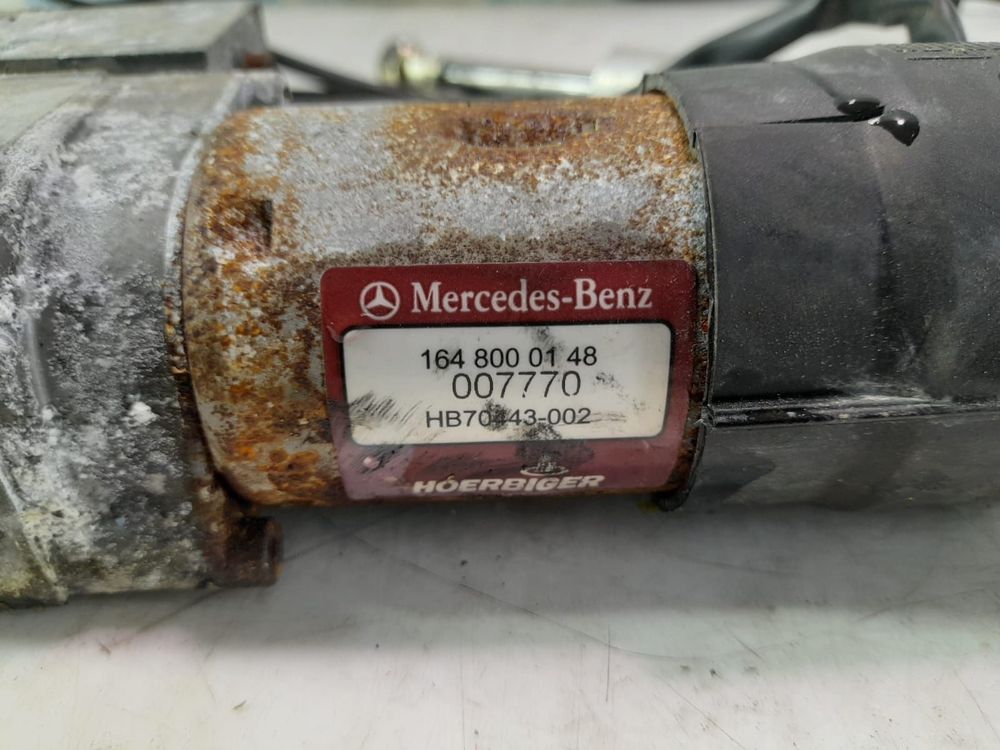 Mercedes-Benz
164 800 01 48
007770
HOERBIGER